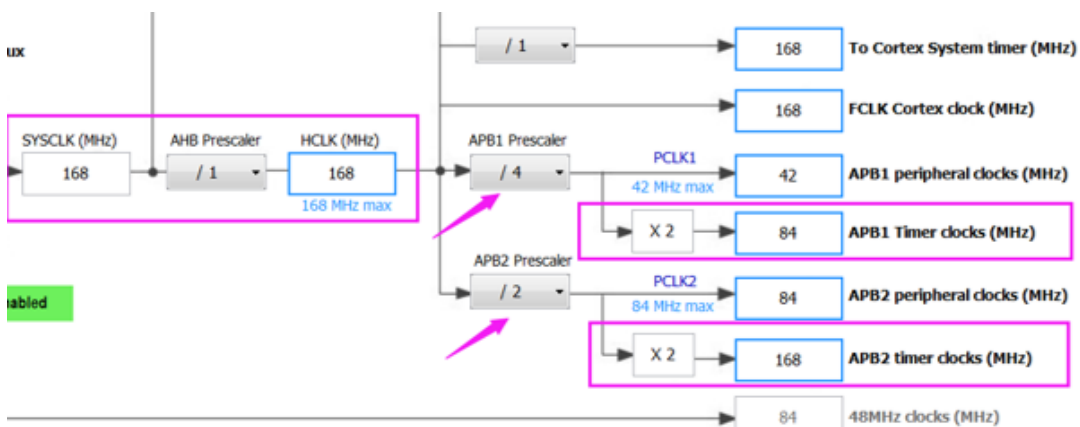 / 1
168
To Cortex System timer (MHz)
ux
168
FCLK Cortex clock (MHz)
SYSCLK (MHz)
AHB Prescaler
HCLK (MHz)
APB1 Prescaler
168
/ 1
168
168 MHz max
/ 4
PCLK1
42 MHz max
42
APB1 peripheral clocks (MHz)
X 2
84
APB1 Timer clocks (MHz)
APB2 Prescaler
/ 2
PCLK2
84 MHz max
84
APB2 peripheral clocks (MHz)
abled
X 2
168
APB2 timer clocks (MHz)
84
48MHz clocks (MHz)